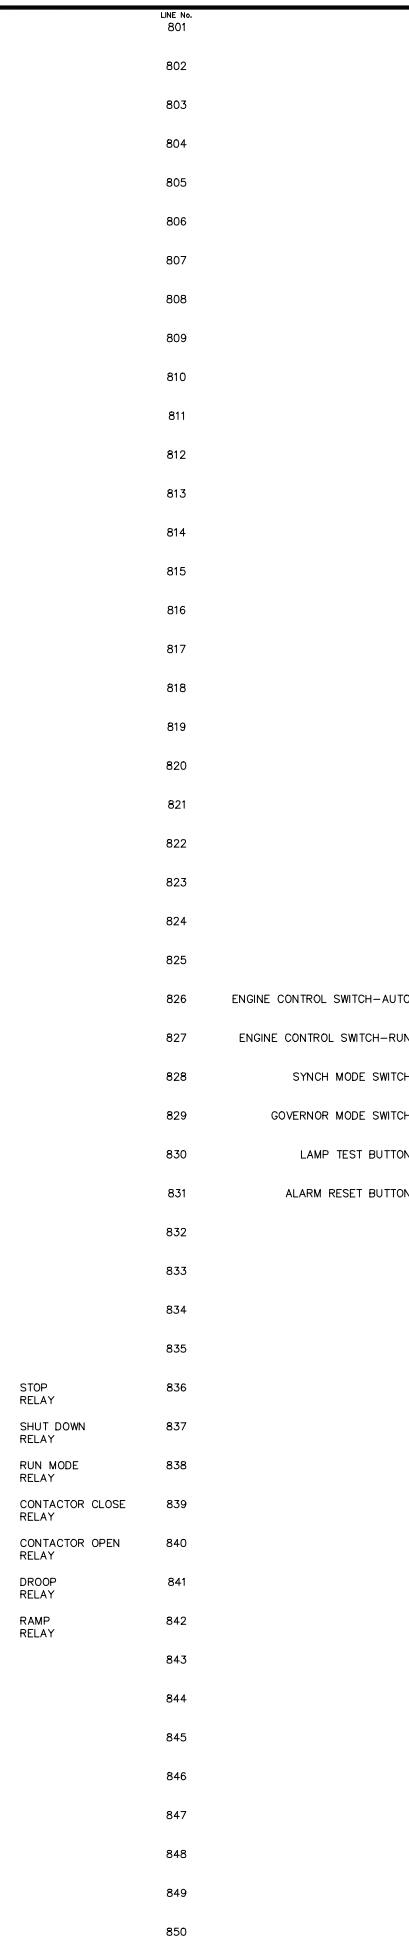 LINE No.
801
802
803
804
805
806
807
808
809
810
811
812
813
814
815
816
817
818
819
820
821
822
823
824
825
826 ENGINE CONTROL SWITCH-AUTO
827 ENGINE CONTROL SWITCH-RUN
828 SYNCH MODE SWITCH
829 GOVERNOR MODE SWITCH
830 LAMP TEST BUTTON
831 ALARM RESET BUTTON
832
833
834
835
STOP 836
RELAY
SHUT DOWN 837
RELAY
RUN MODE 838
RELAY
CONTACTOR CLOSE 839
RELAY
CONTACTOR OPEN 840
RELAY
DROOP 841
RELAY
RAMP 842
RELAY
843
844
845
846
847
848
849
850